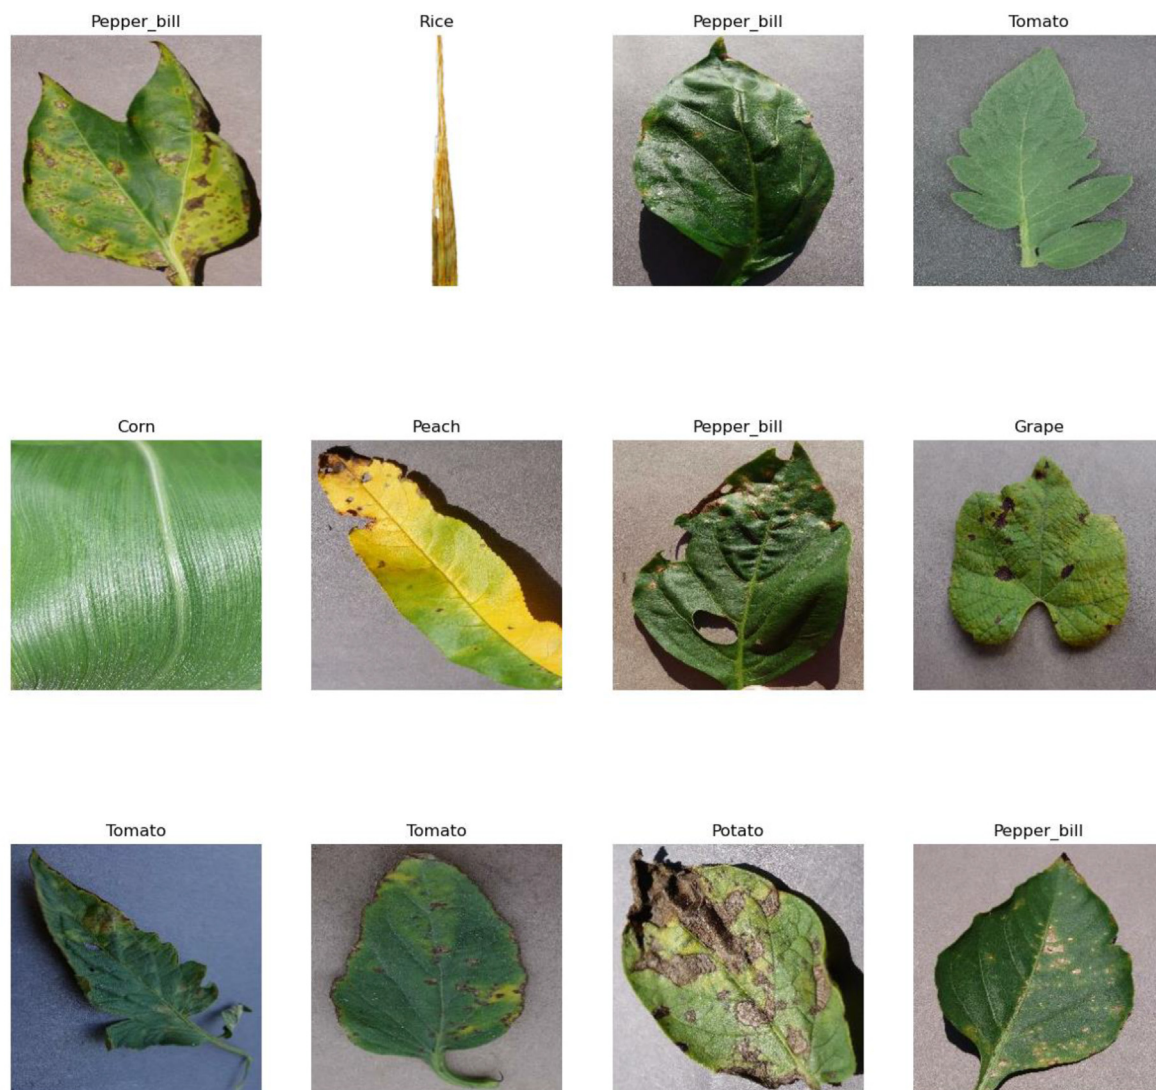 Pepper_bill Rice Pepper_bill Tomato
Corn Peach Pepper_bill Grape
Tomato Tomato Potato Pepper_bill